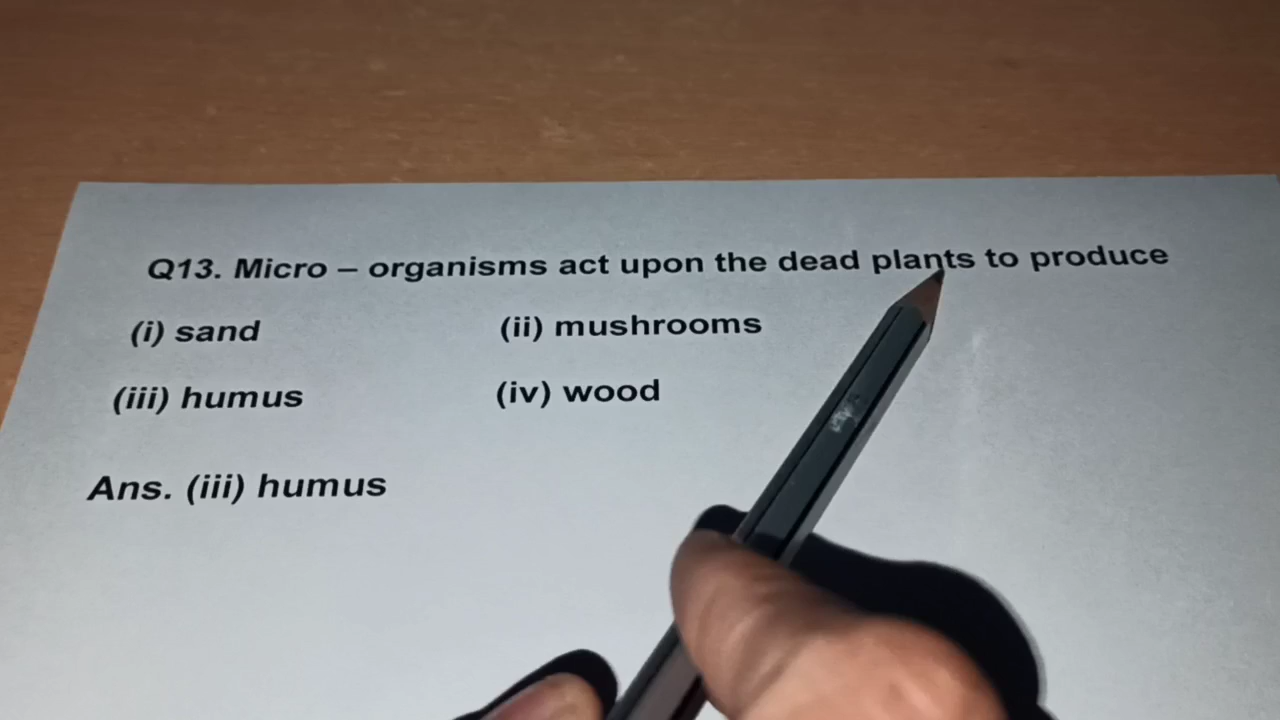 Q13. Micro – organisms act upon the dead plants to produce
(i) sand (ii) mushrooms
(iii) humus (iv) wood
Ans. (iii) humus